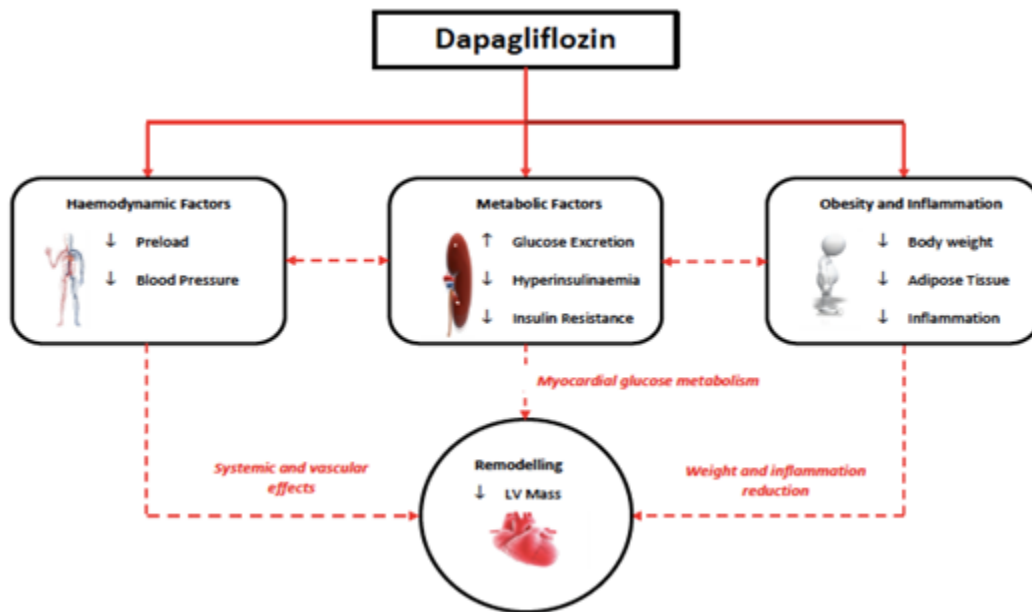 Dapagliflozin
Haemodynamic Factors
↓ Preload
↓ Blood Pressure
Metabolic Factors
↑ Glucose Excretion
↓ Hyperinsulinaemia
↓ Insulin Resistance
Obesity and Inflammation
↓ Body weight
↓ Adipose Tissue
↓ Inflammation
Myocardial glucose metabolism
Systemic and vascular
effects
Remodelling
↓ LV Mass
Weight and inflammation
reduction